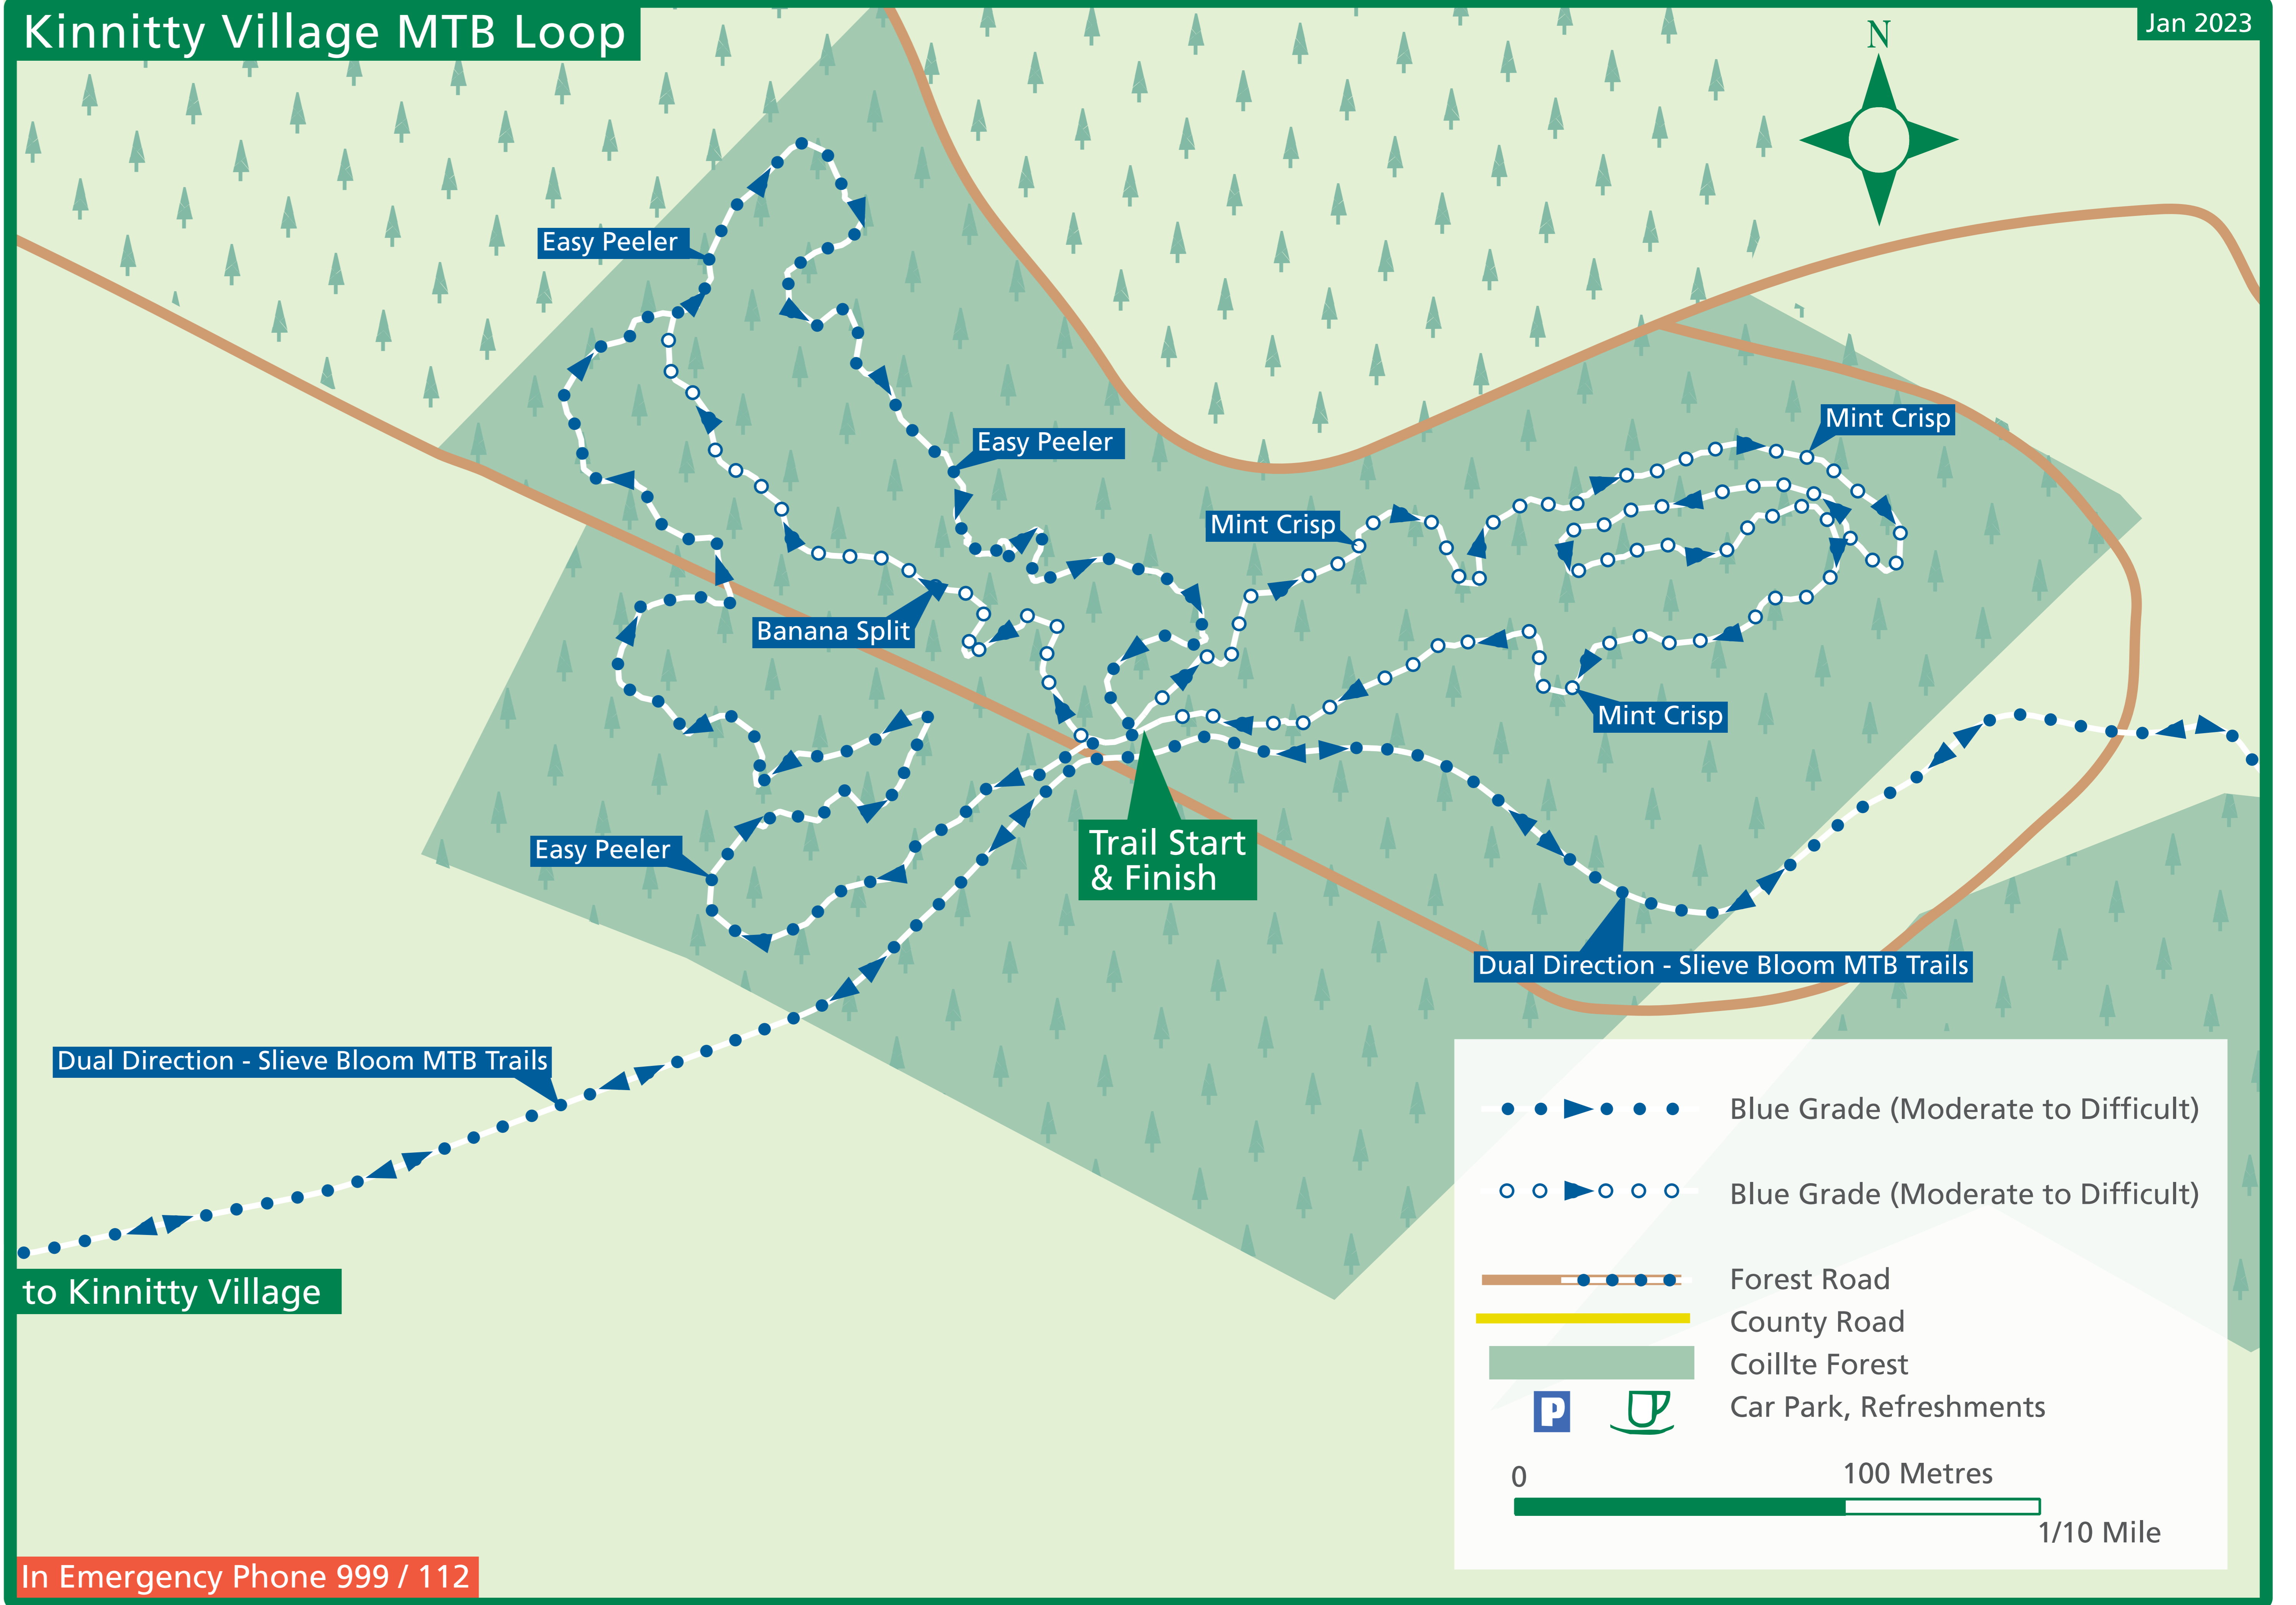 Kinnitty Village MTB Loop
Jan 2023
N
Easy Peeler
Mint Crisp
Easy Peeler
Mint Crisp
Banana Split
Mint Crisp
Trail Start
& Finish
Easy Peeler
Dual Direction - Slieve Bloom MTB Trails
Dual Direction - Slieve Bloom MTB Trails
to Kinnitty Village
Blue Grade (Moderate to Difficult)
Blue Grade (Moderate to Difficult)
Forest Road
County Road
Coillte Forest
P
Car Park, Refreshments
0
100 Metres
1/10 Mile
In Emergency Phone 999 / 112